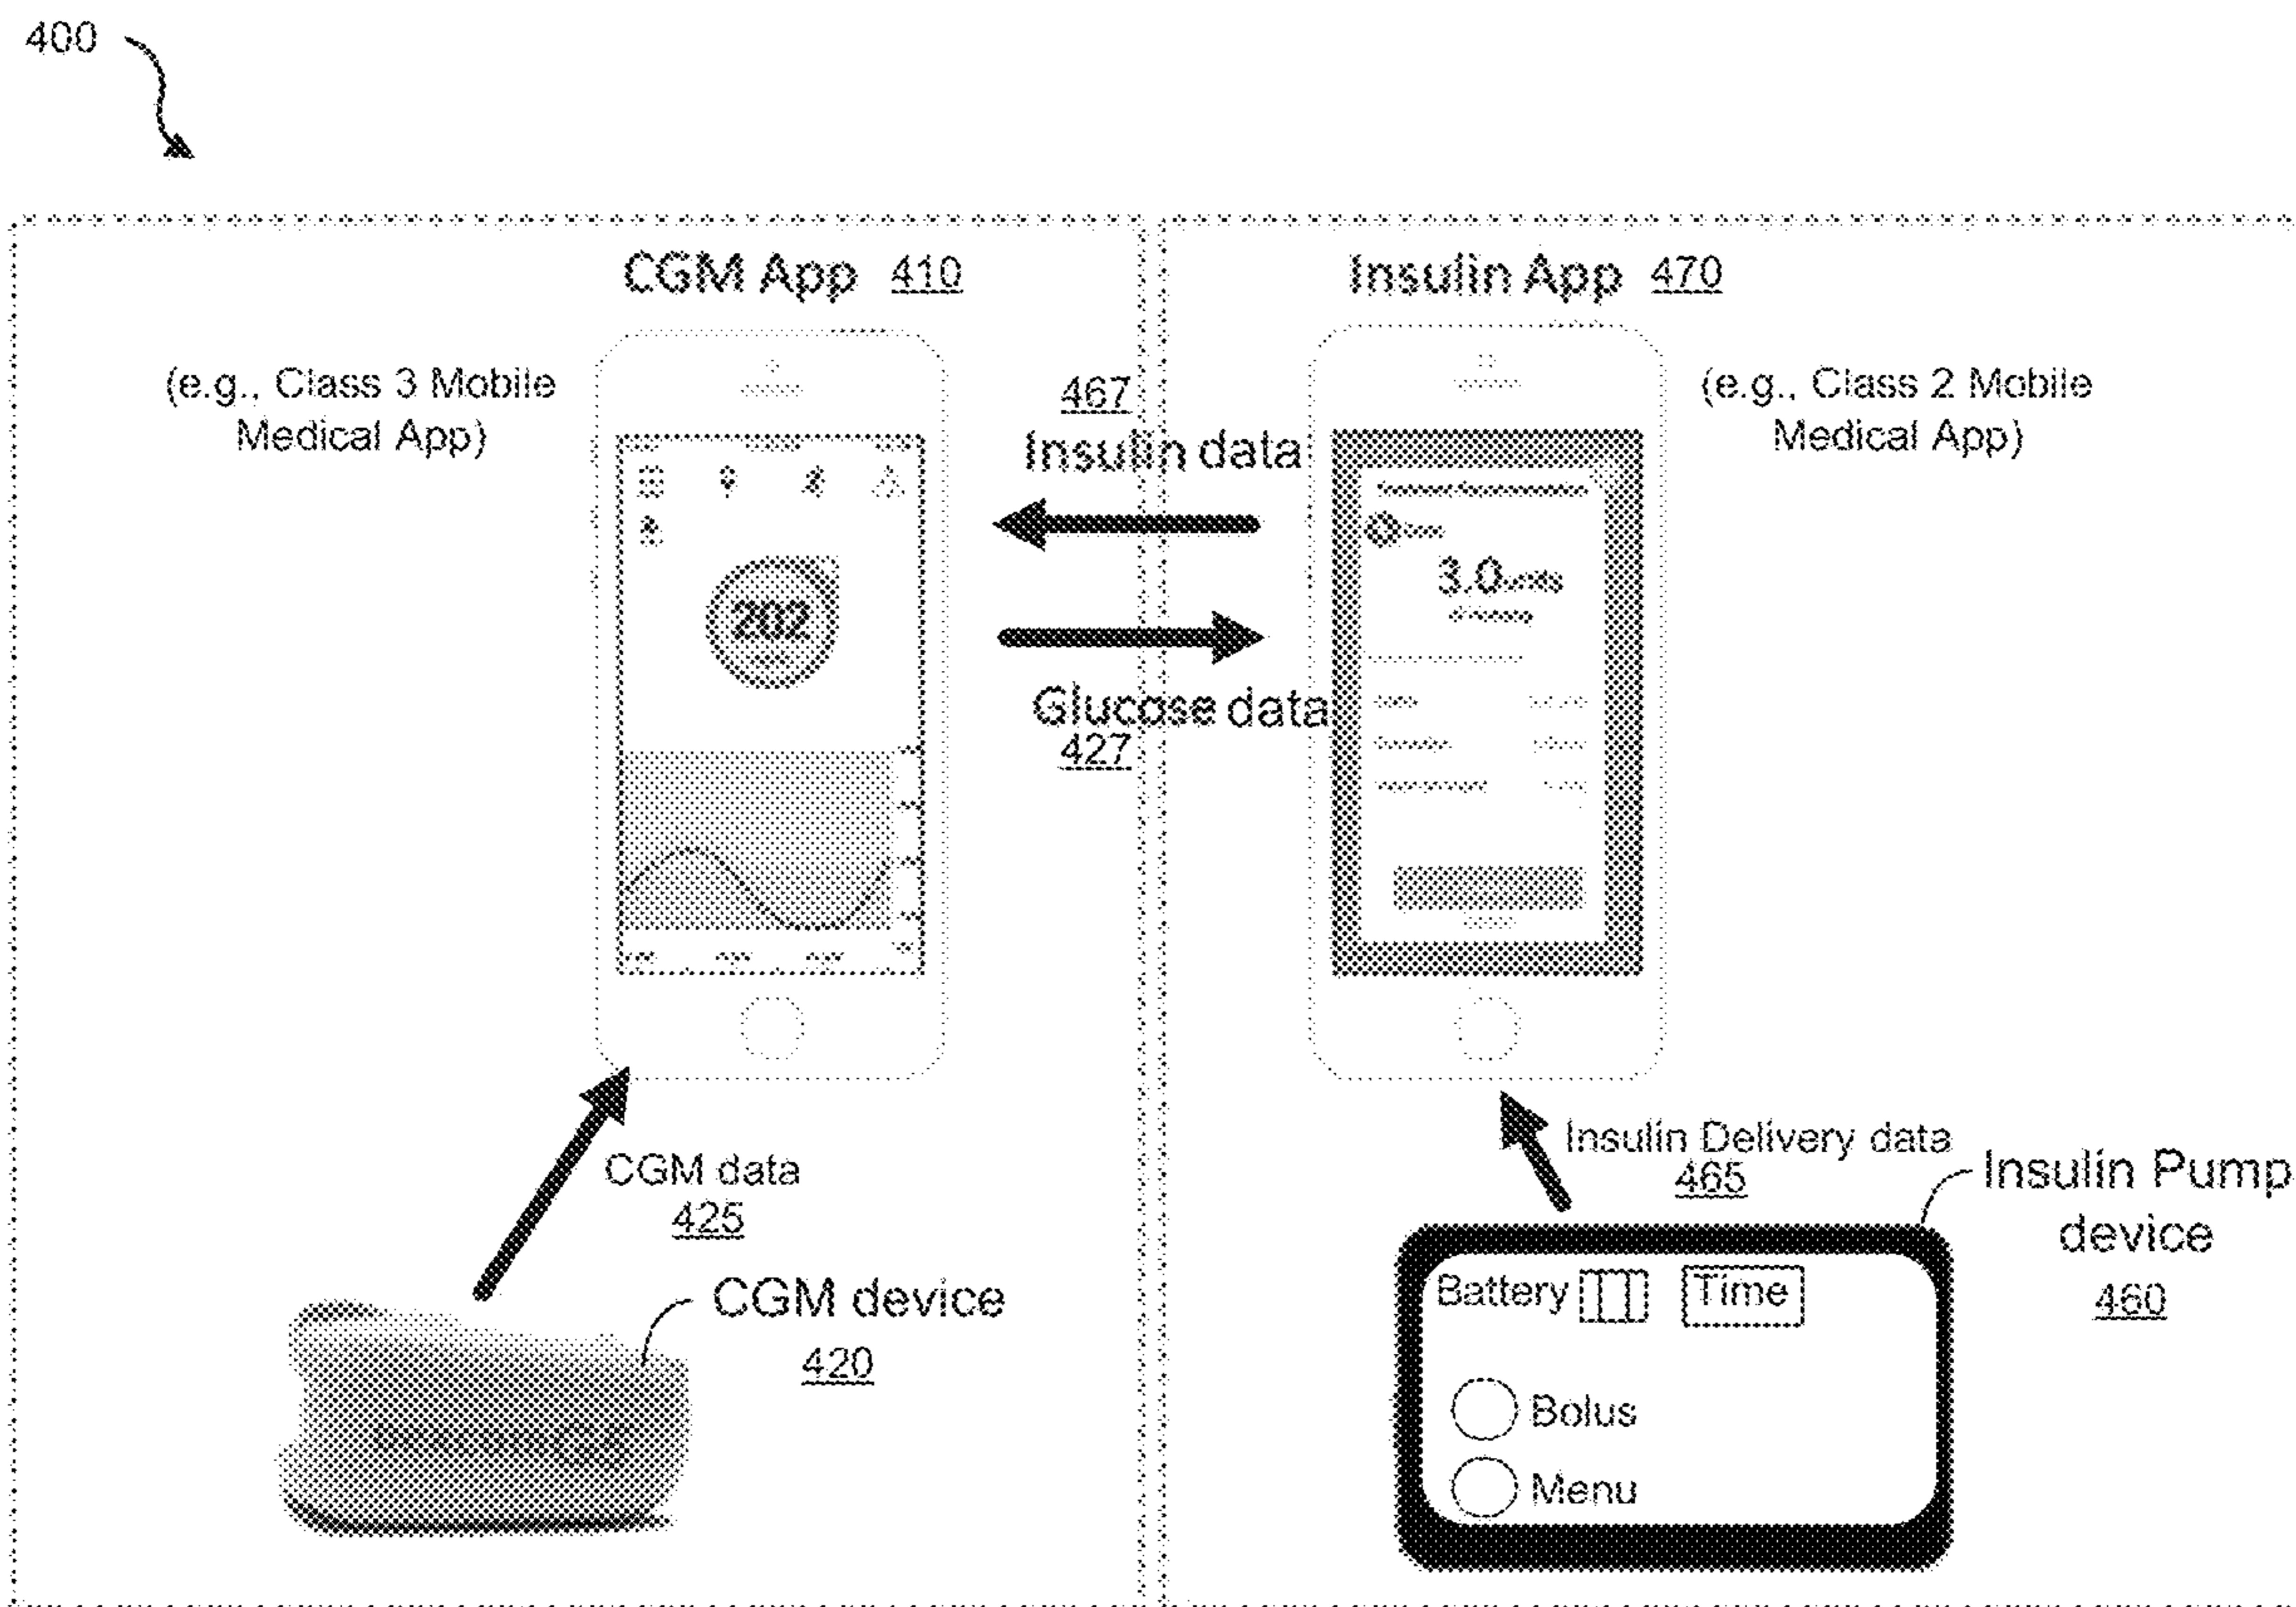 400
CGM App 410
(e.g., Class 3 Mobile
Medical App)
202
CGM data
425
CGM device
420
467
Insulin data
Glucose data
427
Insulin App 470
(e.g., Class 2 Mobile
Medical App)
3.0 units
Insulin Delivery data
465
Insulin Pump
device
460
Battery Time
Bolus
Menu